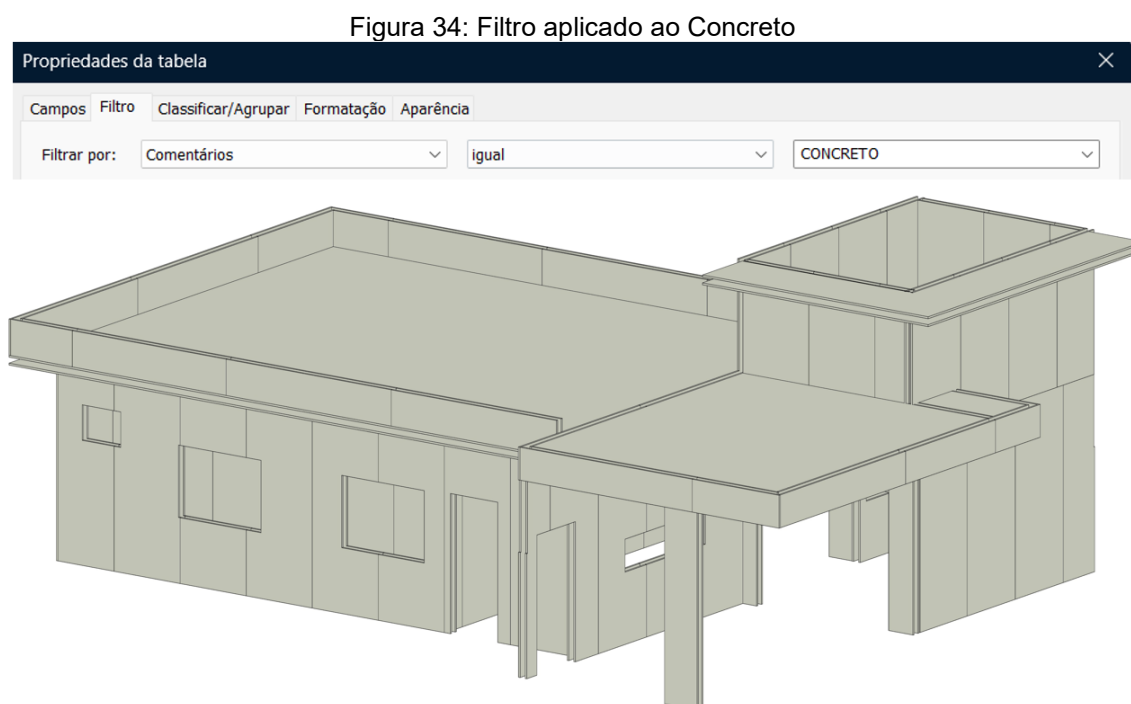 Figura 34: Filtro aplicado ao Concreto
Propriedades da tabela
Campos Filtro Classificar/Agrupar Formatação Aparência
Filtrar por: Comentários igual CONCRETO